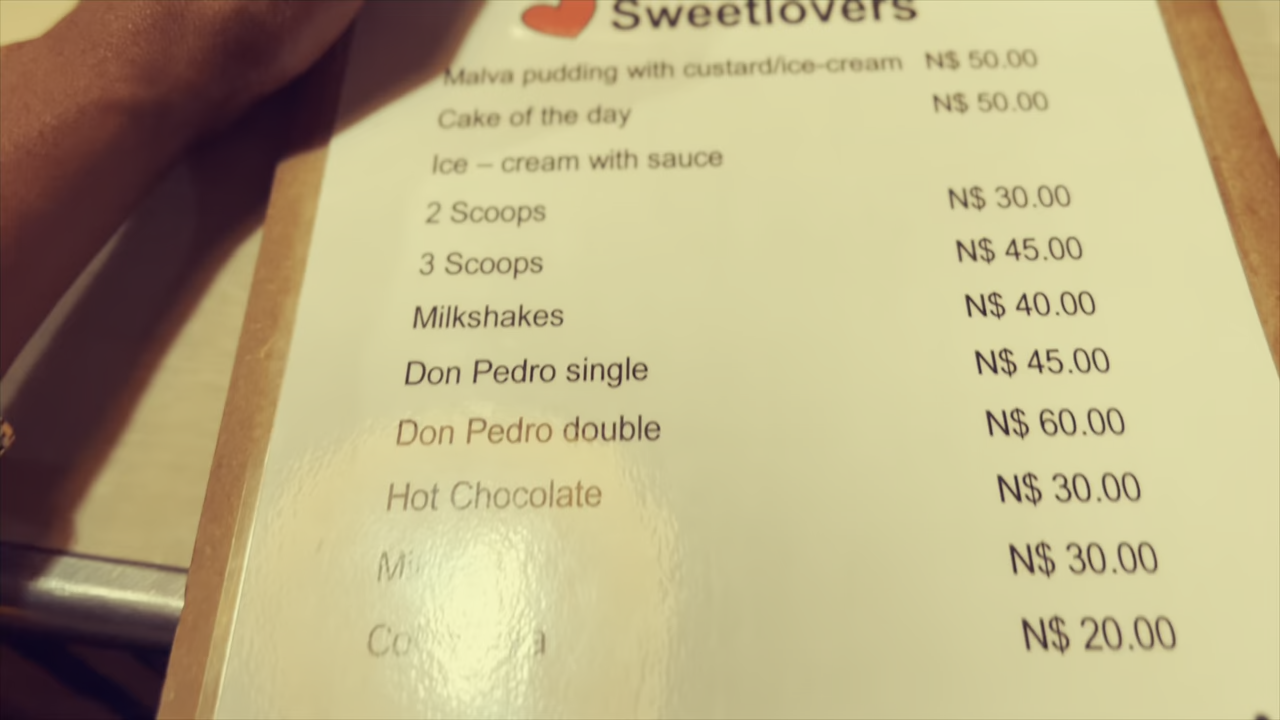 Sweetlovers
Malva pudding with custard/ice-cream N$ 50.00
Cake of the day N$ 50.00
Ice – cream with sauce
2 Scoops N$ 30.00
3 Scoops N$ 45.00
Milkshakes N$ 40.00
Don Pedro single N$ 45.00
Don Pedro double N$ 60.00
Hot Chocolate N$ 30.00
N$ 30.00
N$ 20.00